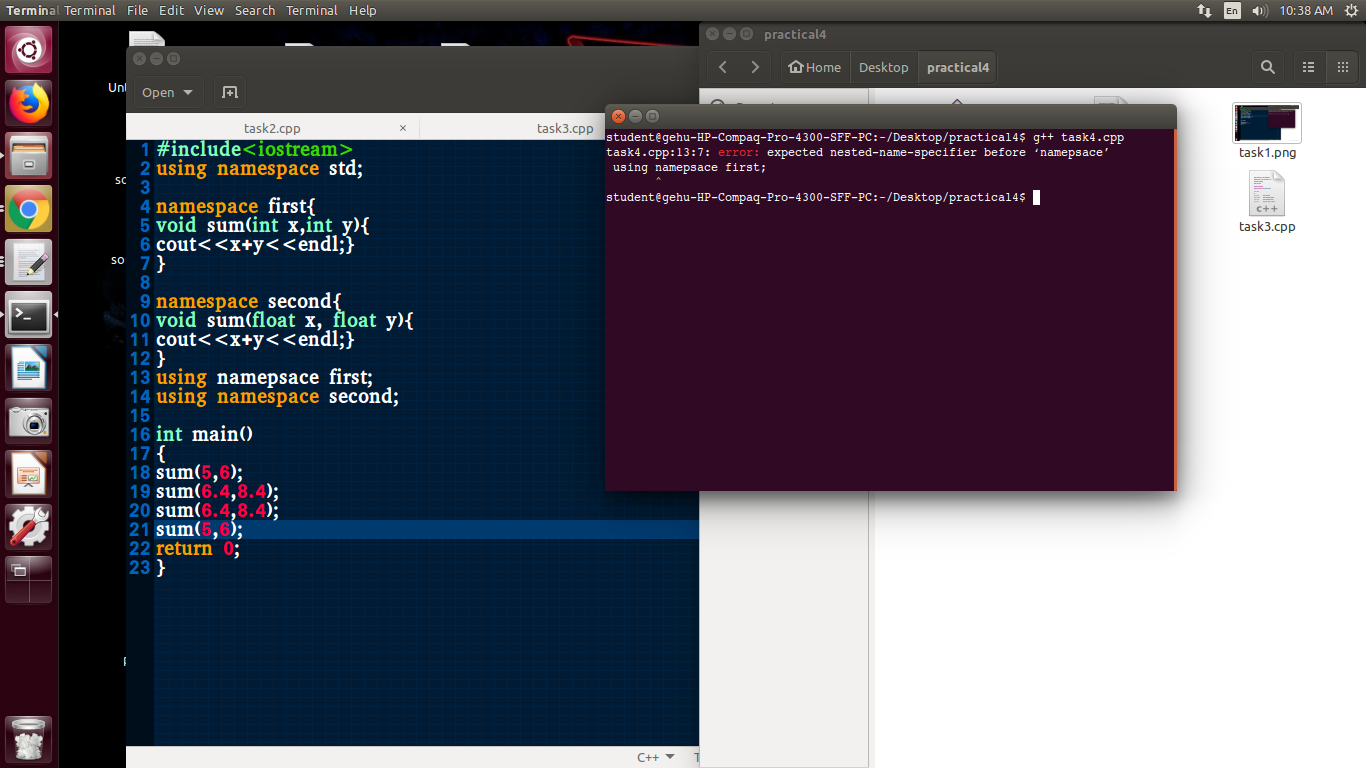 Terminal Terminal File Edit View Search Terminal Help En 10:38 AM
practical4
Home Desktop practical4
Open
task2.cpp × task3.cpp
1 #include<iostream>
2 using namespace std;
3
4 namespace first{
5 void sum(int x,int y){
6 cout<<x+y<<endl;}
7 }
8
9 namespace second{
10 void sum(float x, float y){
11 cout<<x+y<<endl;}
12 }
13 using namepsace first;
14 using namespace second;
15
16 int main()
17 {
18 sum(5,6);
19 sum(6.4,8.4);
20 sum(6.4,8.4);
21 sum(5,6);
22 return 0;
23 }
C++
student@gehu-HP-Compaq-Pro-4300-SFF-PC:~/Desktop/practical4$ g++ task4.cpp
task4.cpp:13:7: error: expected nested-name-specifier before ‘namepsace’
using namepsace first;
^
student@gehu-HP-Compaq-Pro-4300-SFF-PC:~/Desktop/practical4$
task1.png
C++
task3.cpp